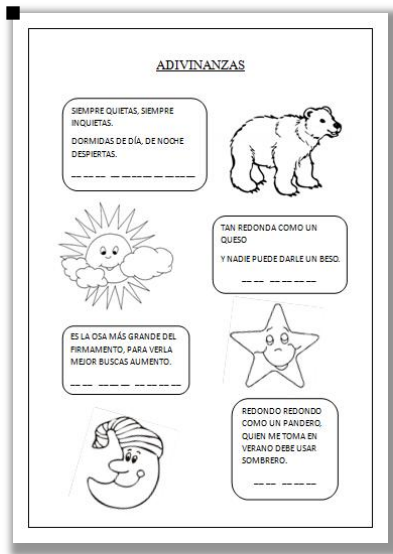 ADIVINANZAS
SIEMPRE QUIETAS, SIEMPRE
INQUIETAS.
DORMIDAS DE DÍA, DE NOCHE
DESPIERTAS.
TAN REDONDA COMO UN
QUESO
Y NADIE PUEDE DARLE UN BESO.
ES LA OSA MÁS GRANDE DEL
FIRMAMENTO, PARA VERLA
MEJOR BUSCAS AUMENTO.
REDONDO REDONDO
COMO UN PANDERO,
QUIEN ME TOMA EN
VERANO DEBE USAR
SOMBRERO.